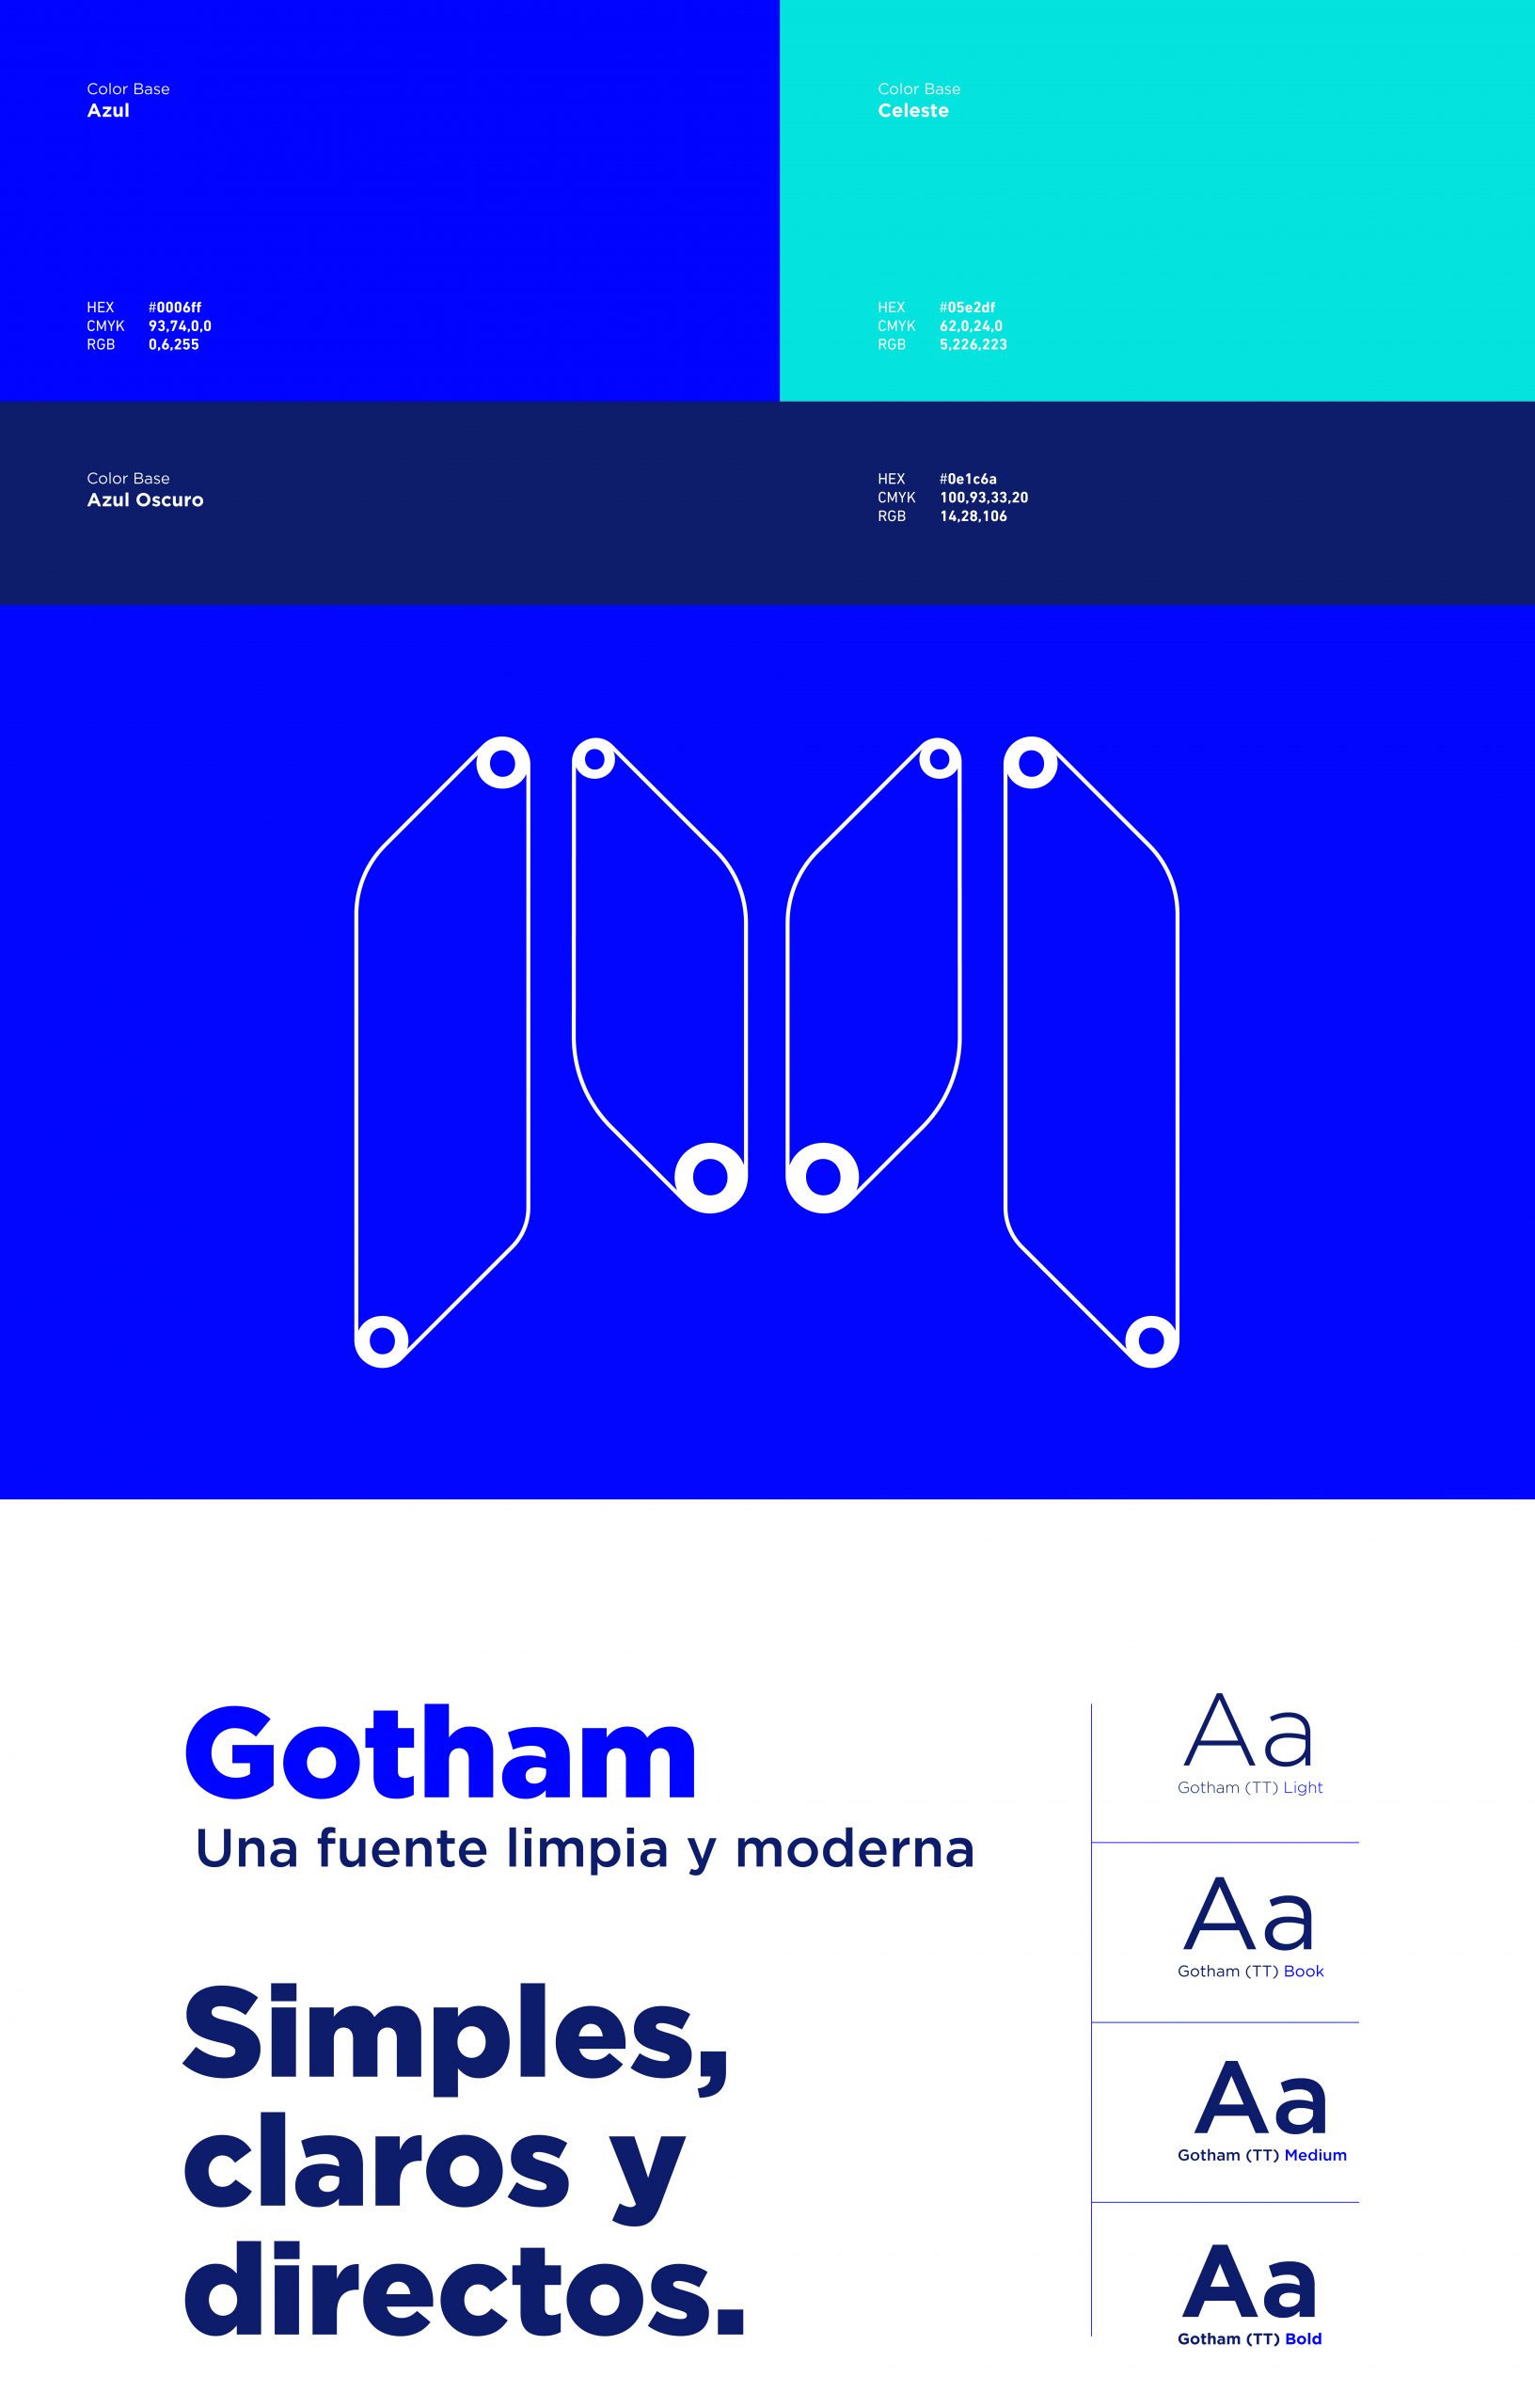 Color Base
Azul
HEX #0006ff
CMYK 93,74,0,0
RGB 0,6,255
Color Base
Celeste
HEX #05e2df
CMYK 62,0,24,0
RGB 5,226,223
Color Base
Azul Oscuro
HEX #0e1c6a
CMYK 100,93,33,20
RGB 14,28,106
Gotham
Una fuente limpia y moderna
Simples,
claros y
directos.
Aa
Gotham (TT) Light
Aa
Gotham (TT) Book
Aa
Gotham (TT) Medium
Aa
Gotham (TT) Bold